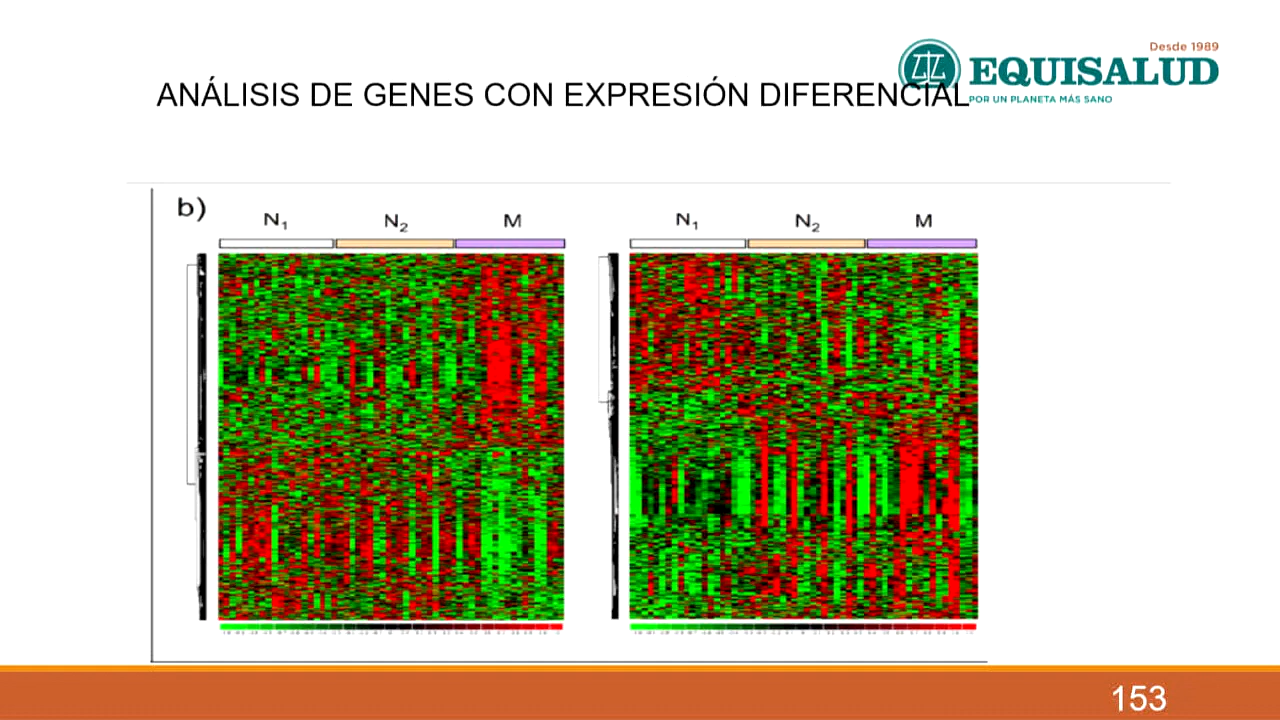 Desde 1989
EQUISALUD
POR UN PLANETA MÁS SANO
ANÁLISIS DE GENES CON EXPRESIÓN DIFERENCIAL
b)
N₁ N₂ M
N₁ N₂ M
153